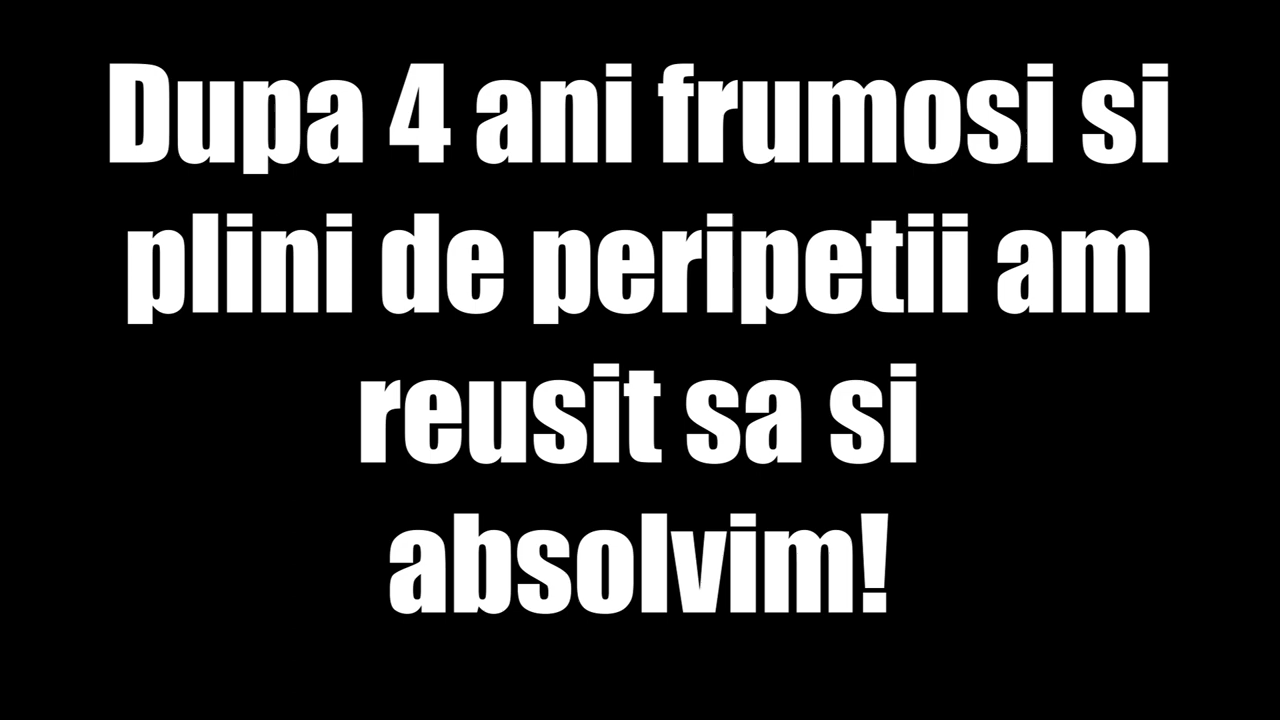 Dupa 4 ani frumosi si
plini de peripetii am
reusit sa si
absolvim!